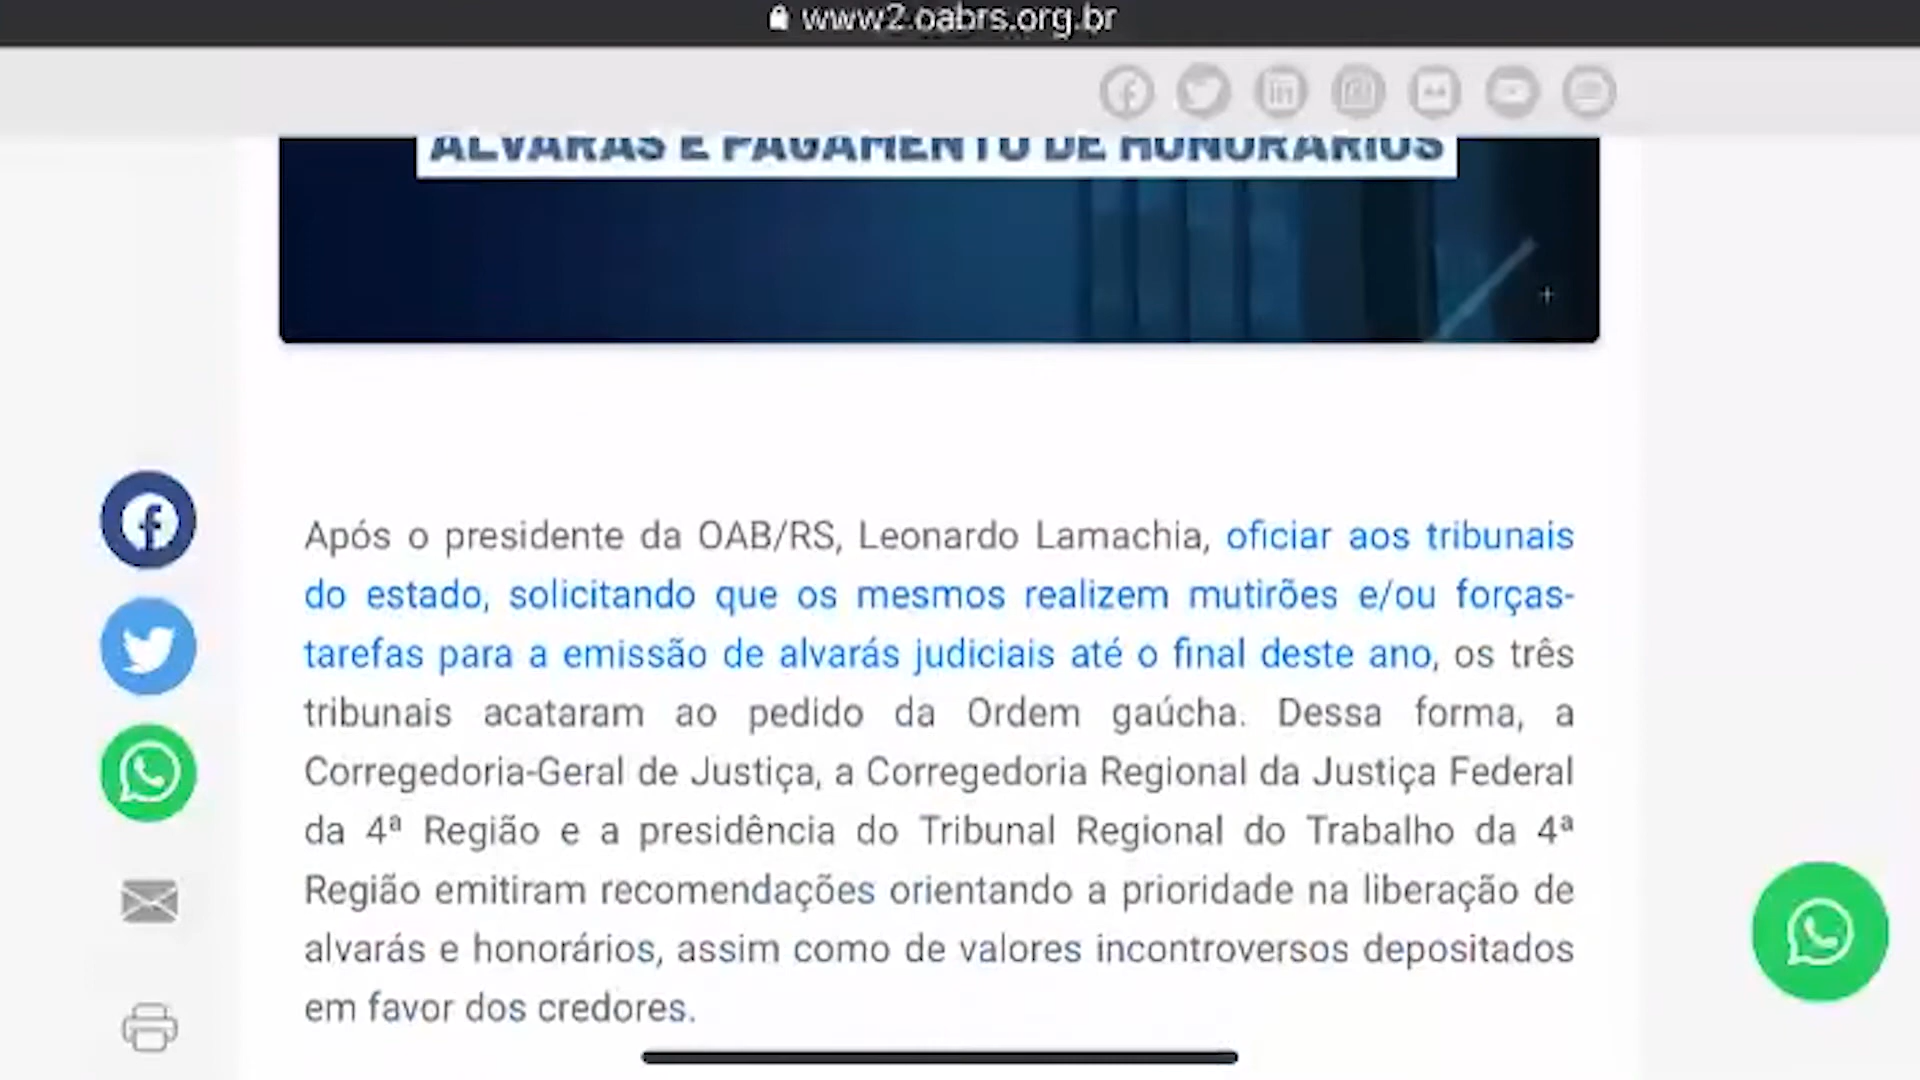 www2.oabrs.org.br
ALVARÁS E PAGAMENTO DE HONORÁRIOS
Após o presidente da OAB/RS, Leonardo Lamachia, oficiar aos tribunais
do estado, solicitando que os mesmos realizem mutirões e/ou forças-
tarefas para a emissão de alvarás judiciais até o final deste ano, os três
tribunais acataram ao pedido da Ordem gaúcha. Dessa forma, a
Corregedoria-Geral de Justiça, a Corregedoria Regional da Justiça Federal
da 4ª Região e a presidência do Tribunal Regional do Trabalho da 4ª
Região emitiram recomendações orientando a prioridade na liberação de
alvarás e honorários, assim como de valores incontroversos depositados
em favor dos credores.